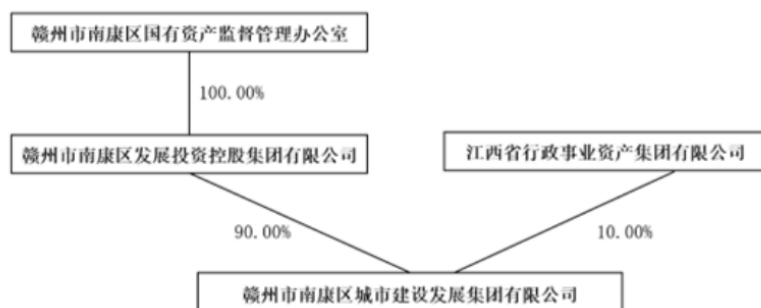 赣州市南康区国有资产监督管理办公室
100.00%
赣州市南康区发展投资控股集团有限公司
江西省行政事业资产集团有限公司
90.00%
10.00%
赣州市南康区城市建设发展集团有限公司